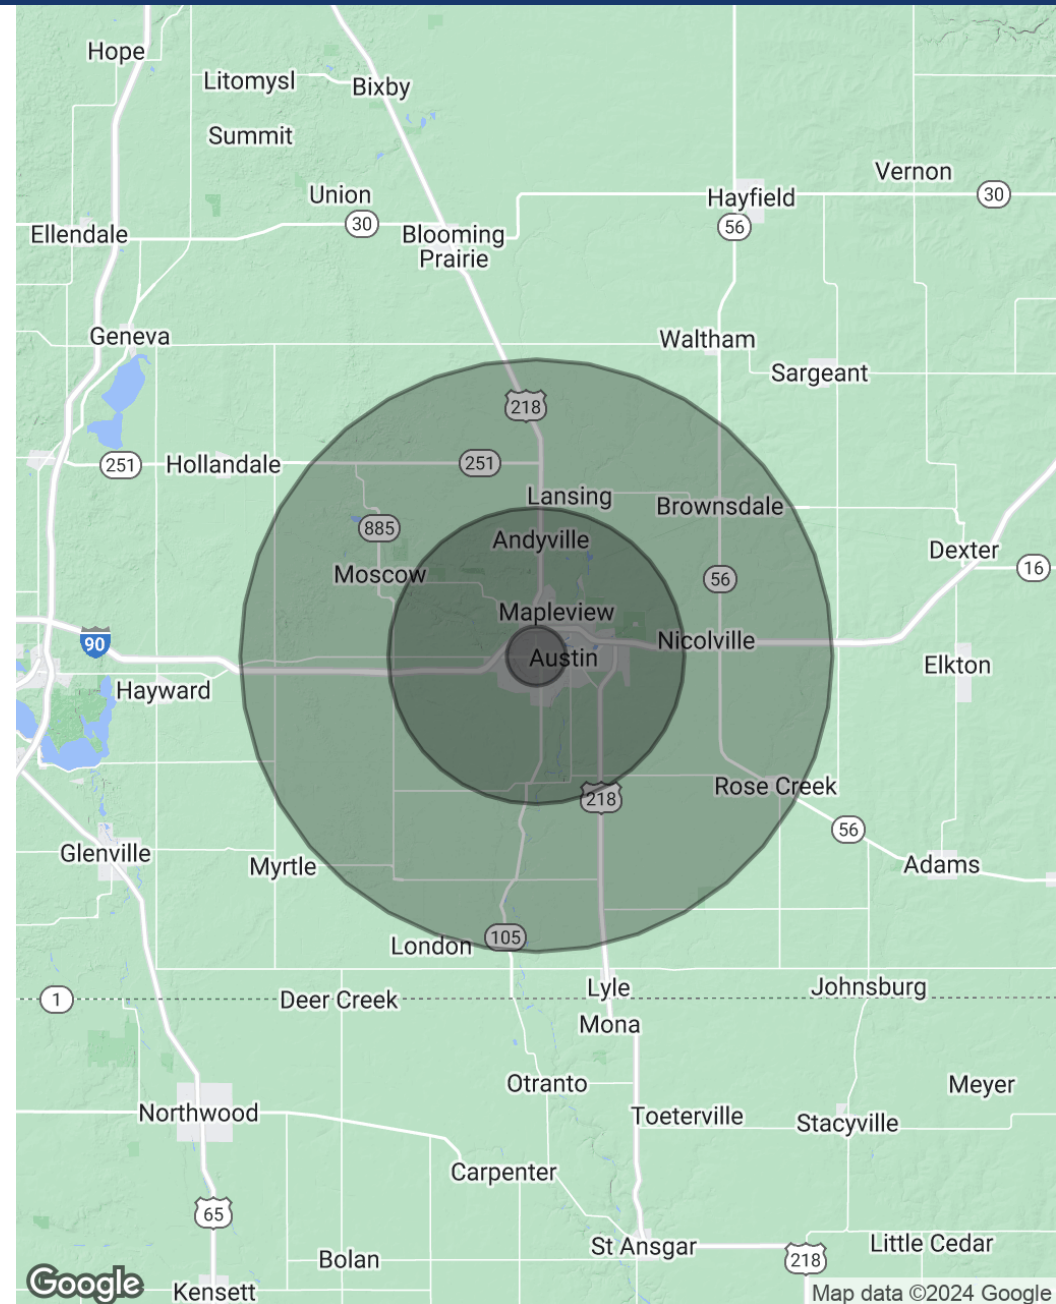 Hope
Litomysl
Bixby
Summit
Vernon
Union
Hayfield
30
30
56
Ellendale
Blooming
Prairie
Geneva
Waltham
Sargeant
218
251
Hollandale
251
Lansing
Brownsdale
885
Andyville
Dexter
16
Moscow
56
Mapleview
90
Nicolville
Austin
Elkton
Hayward
Rose Creek
218
56
Glenville
Myrtle
Adams
105
London
Lyle
Johnsburg
1
Deer Creek
Mona
Otranto
Meyer
Northwood
Toeterville
Stacyville
Carpenter
65
St Ansgar
Little Cedar
Bolan
218
Google
Kensett
Map data ©2024 Google